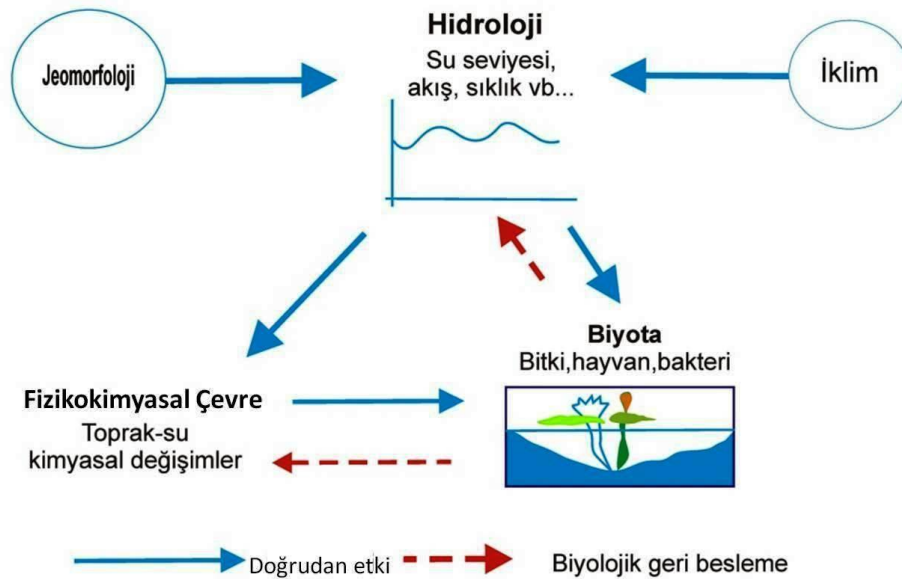 Hidroloji
Su seviyesi,
akış, sıklık vb...
Jeomorfoloji
İklim
Biyota
Bitki,hayvan,bakteri
Fizikokimyasal Çevre
Toprak-su
kimyasal değişimler
Doğrudan etki
Biyolojik geri besleme